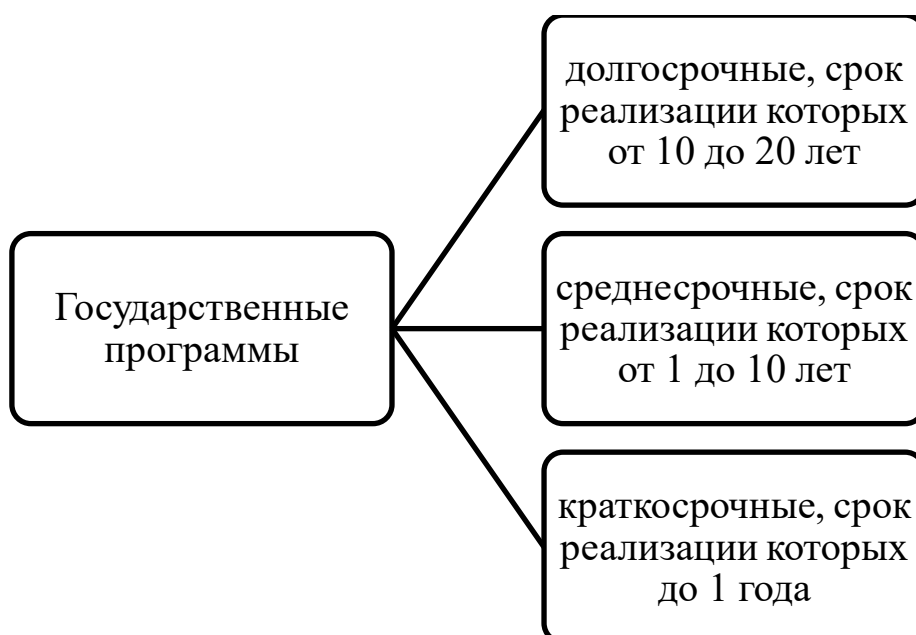 долгосрочные, срок
реализации которых
от 10 до 20 лет
Государственные
программы
среднесрочные, срок
реализации которых
от 1 до 10 лет
краткосрочные, срок
реализации которых
до 1 года